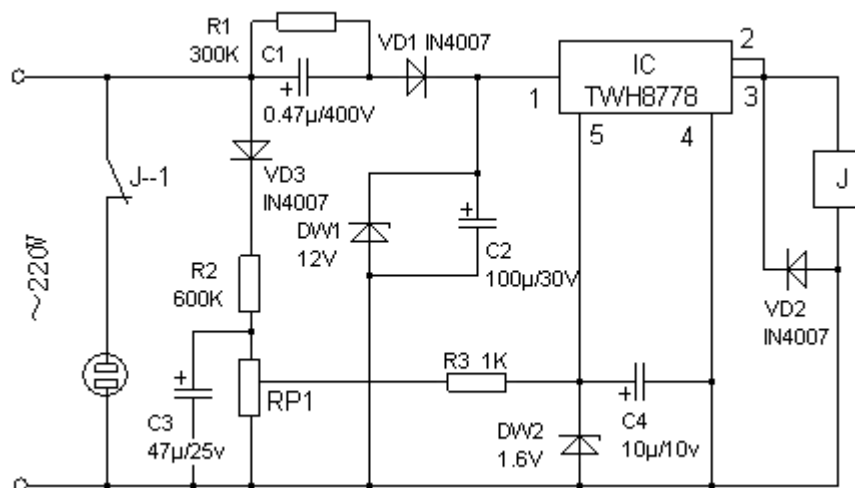 R1
300K
C1
VD1 IN4007
+
0.47μ/400V
IC
TWH8778
1
2
3
5
4
J--1
VD3
IN4007
J
DW1
12V
+
C2
100μ/30V
~220V
R2
600K
VD2
IN4007
R3 1K
+
RP1
+
C3
47μ/25v
DW2
1.6V
C4
10μ/10v